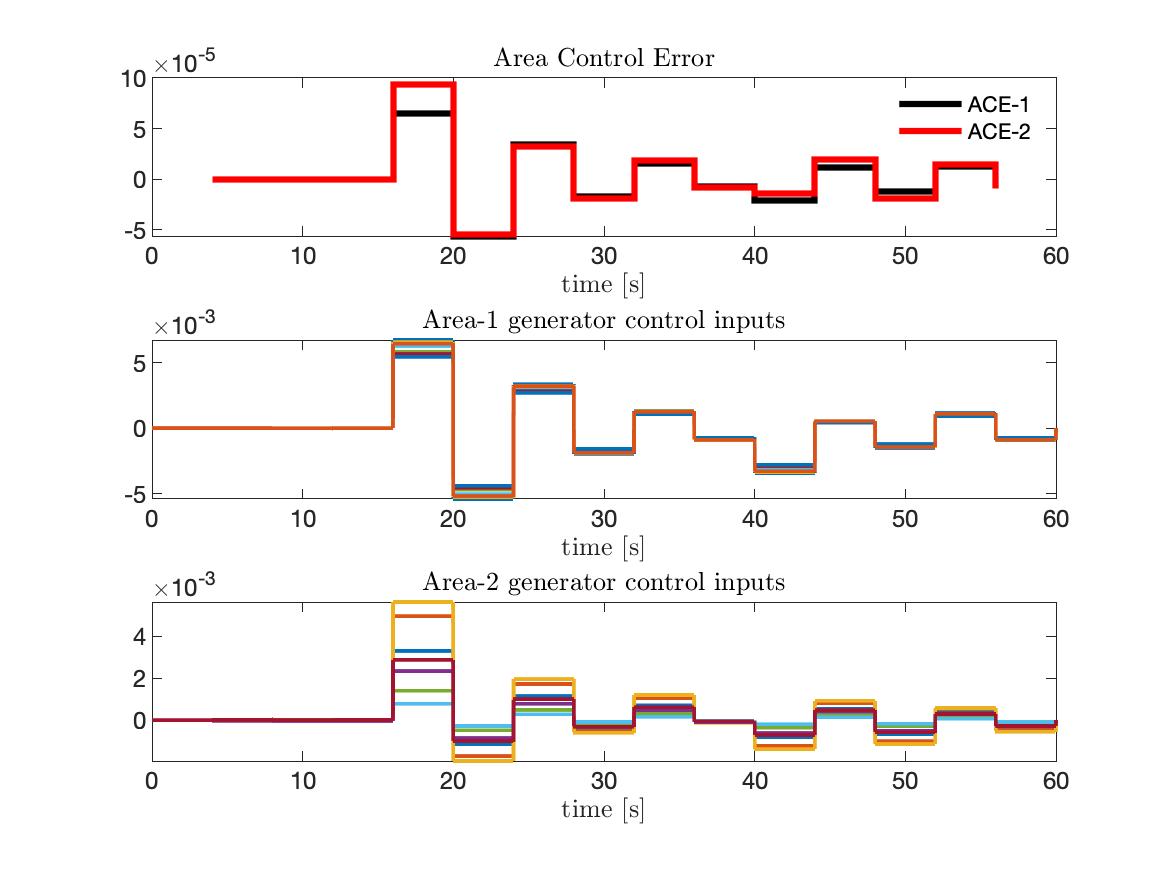 Area Control Error
×10-5
10
5
0
-5
ACE-1
ACE-2
0 10 20 30 40 50 60
time [s]
Area-1 generator control inputs
×10-3
5
0
-5
0 10 20 30 40 50 60
time [s]
Area-2 generator control inputs
×10-3
4
2
0
0 10 20 30 40 50 60
time [s]